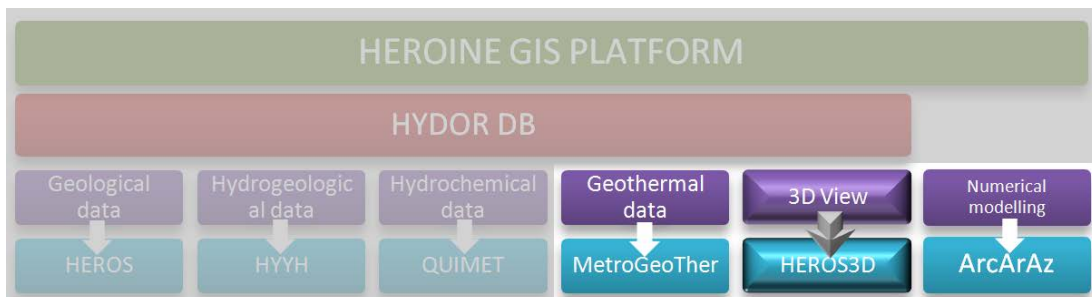 HEROINE GIS PLATFORM
HYDOR DB
Geological
data
Hydrogeologic
al data
Hydrochemical
data
Geothermal
data
3D View
Numerical
modelling
HEROS
HYYH
QUIMET
MetroGeoTher
HEROS3D
ArcArAz